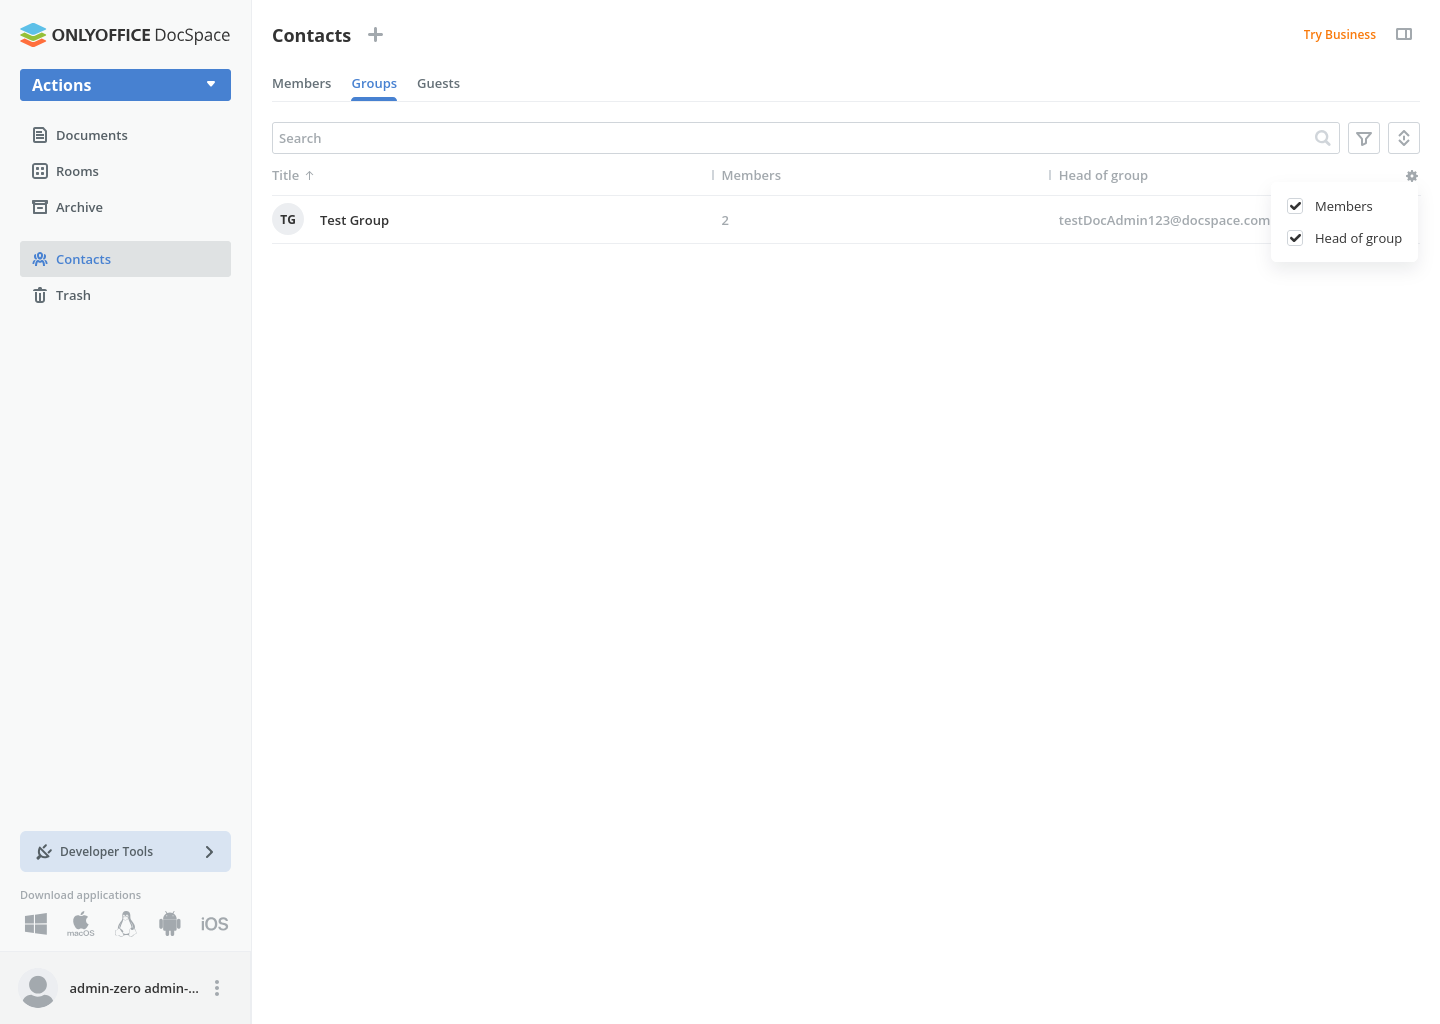 ONLYOFFICE DocSpace
Actions
Documents
Rooms
Archive
Contacts
Trash
Developer Tools
Download applications
macOS
iOS
admin-zero admin-...
Contacts
Try Business
Members
Groups
Guests
Search
Title
Members
Head of group
TG
Test Group
2
testDocAdmin123@docspace.com
Members
Head of group